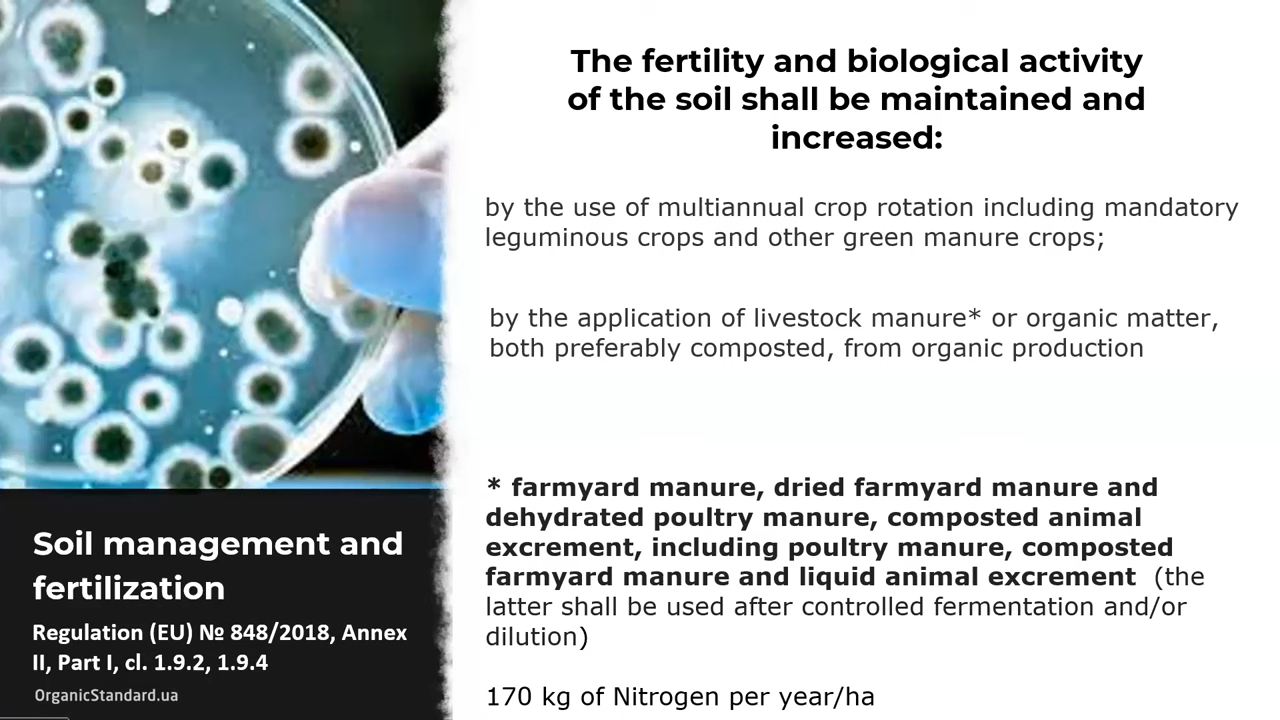 The fertility and biological activity
of the soil shall be maintained and
increased:
by the use of multiannual crop rotation including mandatory
leguminous crops and other green manure crops;
by the application of livestock manure* or organic matter,
both preferably composted, from organic production
* farmyard manure, dried farmyard manure and
dehydrated poultry manure, composted animal
excrement, including poultry manure, composted
farmyard manure and liquid animal excrement (the
latter shall be used after controlled fermentation and/or
dilution)
170 kg of Nitrogen per year/ha
Soil management and
fertilization
Regulation (EU) № 848/2018, Annex
II, Part I, cl. 1.9.2, 1.9.4
OrganicStandard.ua